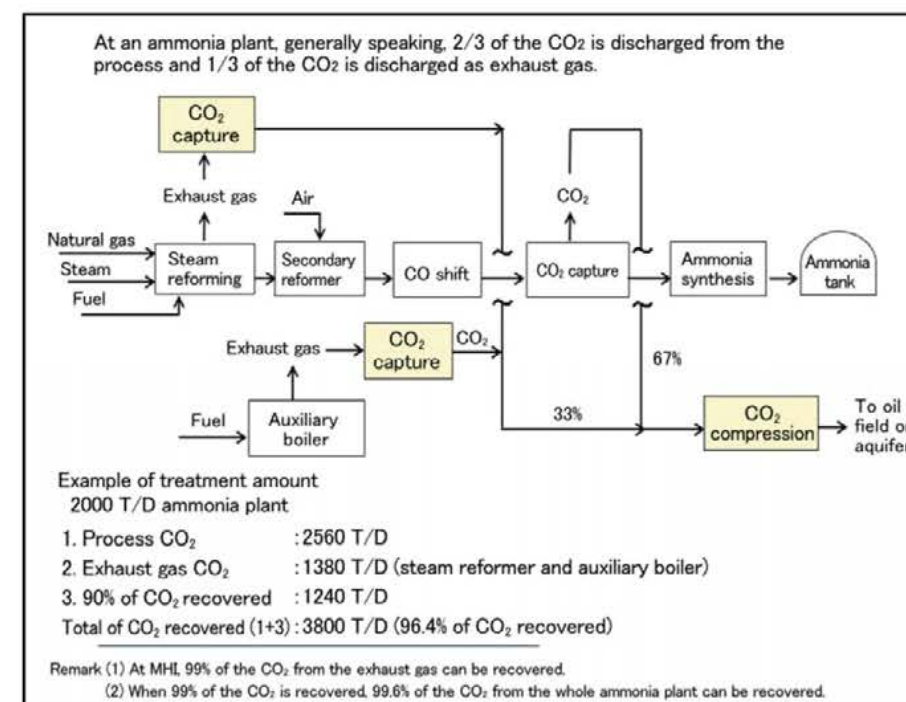 At an ammonia plant, generally speaking, 2/3 of the CO₂ is discharged from the
process and 1/3 of the CO₂ is discharged as exhaust gas.
CO₂
capture
Exhaust gas
Air
CO₂
Natural gas
Steam
Fuel
Steam
reforming
Secondary
reformer
CO shift
CO₂ capture
Ammonia
synthesis
Ammonia
tank
Exhaust gas
CO₂
capture
CO₂
67%
33%
Fuel
Auxiliary
boiler
CO₂
compression
To oil
field or
aquifer
Example of treatment amount
2000 T/D ammonia plant
1. Process CO₂ : 2560 T/D
2. Exhaust gas CO₂ : 1380 T/D (steam reformer and auxiliary boiler)
3. 90% of CO₂ recovered : 1240 T/D
Total of CO₂ recovered (1+3) : 3800 T/D (96.4% of CO₂ recovered)
Remark (1) At MHI, 99% of the CO₂ from the exhaust gas can be recovered.
(2) When 99% of the CO₂ is recovered, 99.6% of the CO₂ from the whole ammonia plant can be recovered.